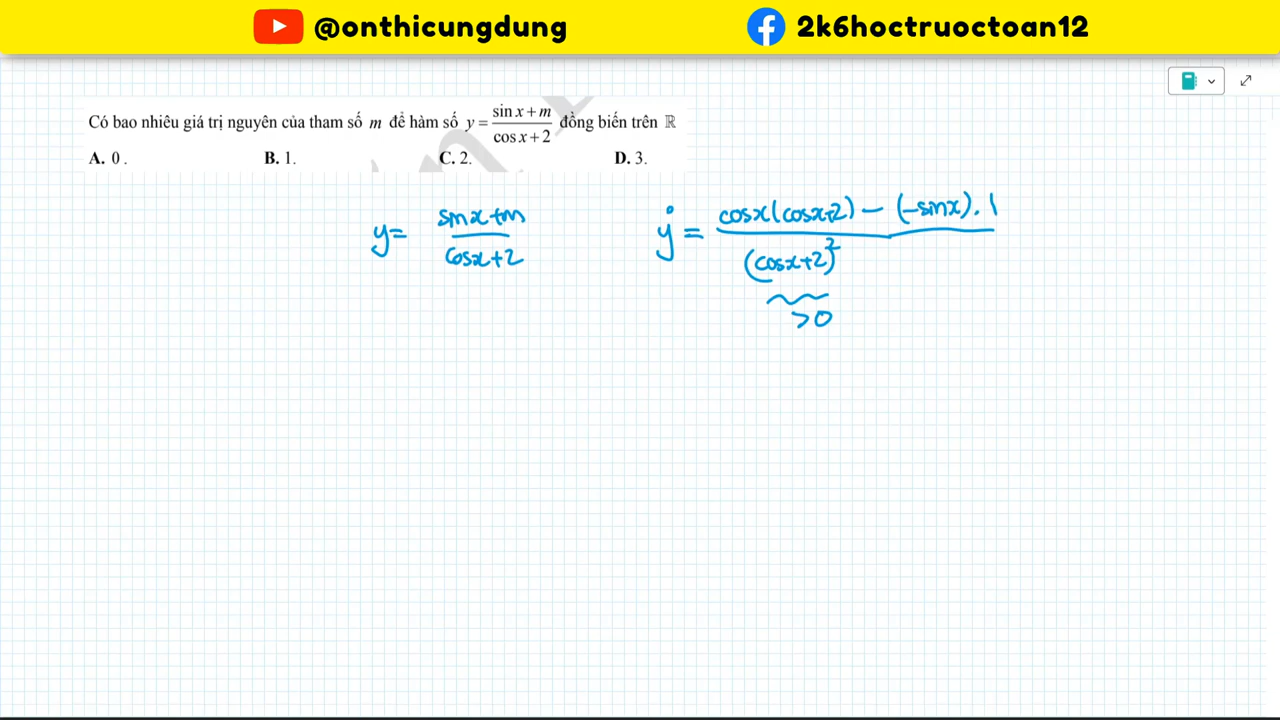 @onthicungdung 2k6hoctruoctoan12
Có bao nhiêu giá trị nguyên của tham số m để hàm số y = (sin x + m)/(cos x + 2) đồng biến trên ℝ
A. 0. B. 1. C. 2. D. 3.
y = (sinx+m)/(cosx+2) ẏ = (cosx(cosx+2) − (−sinx).1)/(cosx+2)²
>0